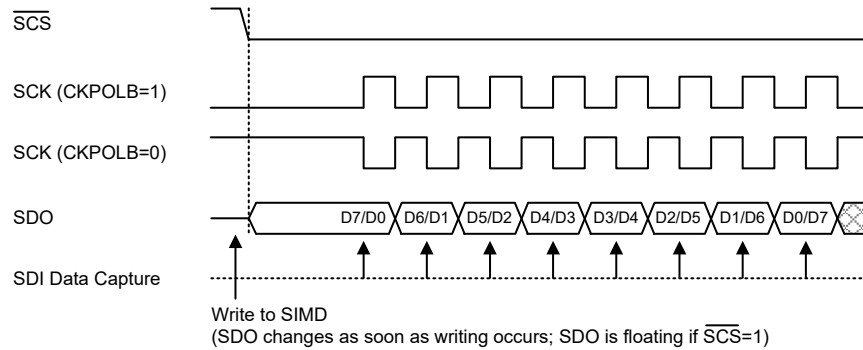 SCS
SCK (CKPOLB=1)
SCK (CKPOLB=0)
SDO D7/D0 D6/D1 D5/D2 D4/D3 D3/D4 D2/D5 D1/D6 D0/D7
SDI Data Capture
Write to SIMD
(SDO changes as soon as writing occurs; SDO is floating if SCS=1)